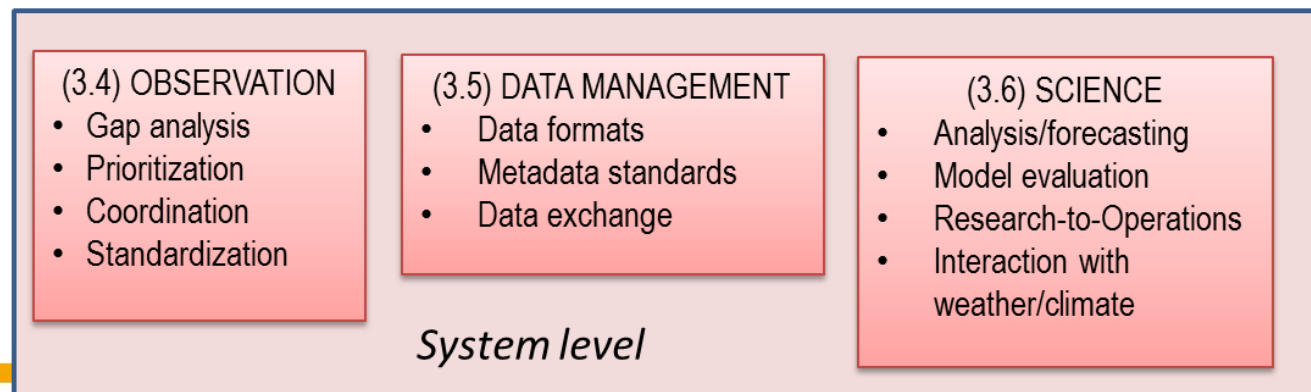 (3.4) OBSERVATION
• Gap analysis
• Prioritization
• Coordination
• Standardization
(3.5) DATA MANAGEMENT
• Data formats
• Metadata standards
• Data exchange
(3.6) SCIENCE
• Analysis/forecasting
• Model evaluation
• Research-to-Operations
• Interaction with
weather/climate
System level